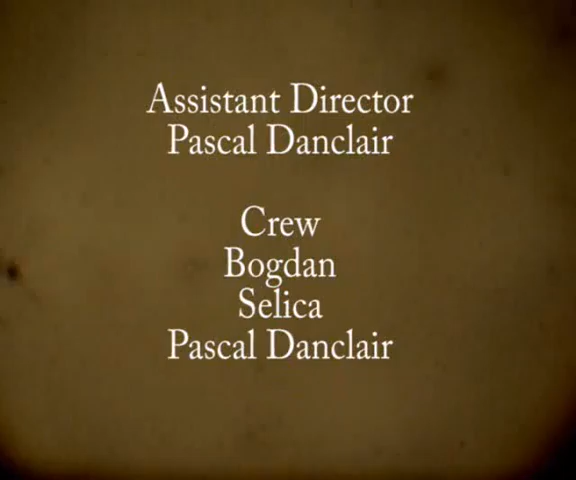 Assistant Director
Pascal Danclair
Crew
Bogdan
Selica
Pascal Danclair